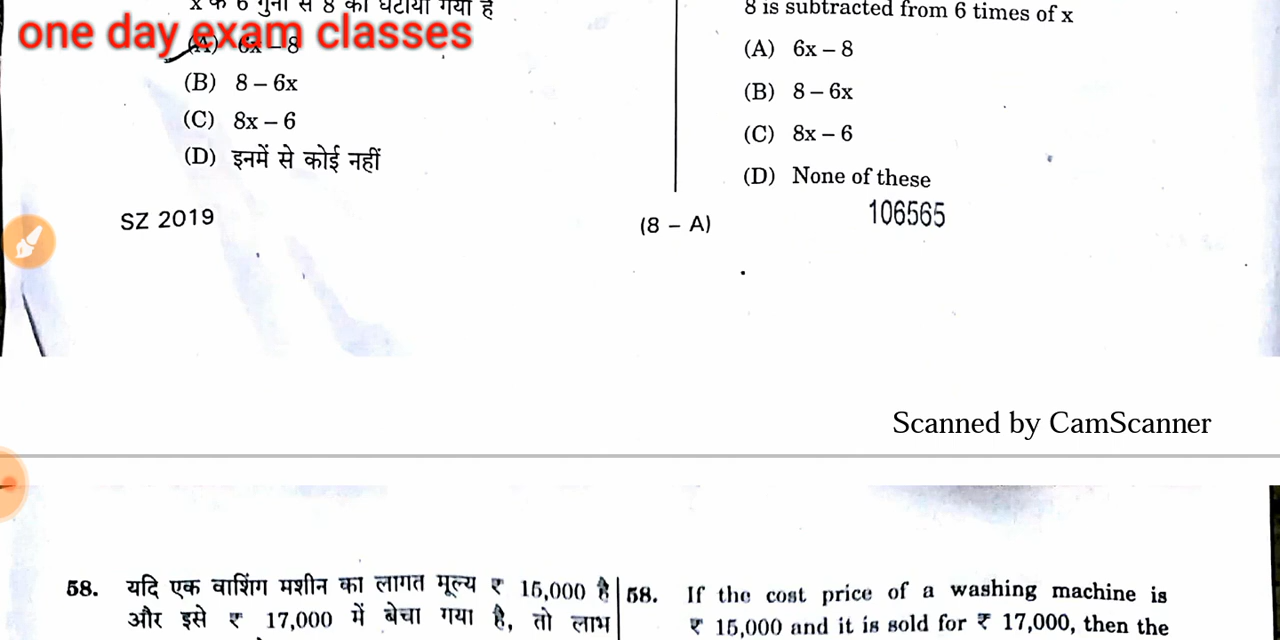 x के 6 गुना से 8 को घटाया गया है
one day exam classes
(A) 6x – 8
(B) 8 – 6x
(C) 8x – 6
(D) इनमें से कोई नहीं
8 is subtracted from 6 times of x
(A) 6x – 8
(B) 8 – 6x
(C) 8x – 6
(D) None of these
SZ 2019
(8 – A)
106565
Scanned by CamScanner
58. यदि एक वाशिंग मशीन का लागत मूल्य ₹ 15,000 है
और इसे ₹ 17,000 में बेचा गया है, तो लाभ
58. If the cost price of a washing machine is
₹ 15,000 and it is sold for ₹ 17,000, then the